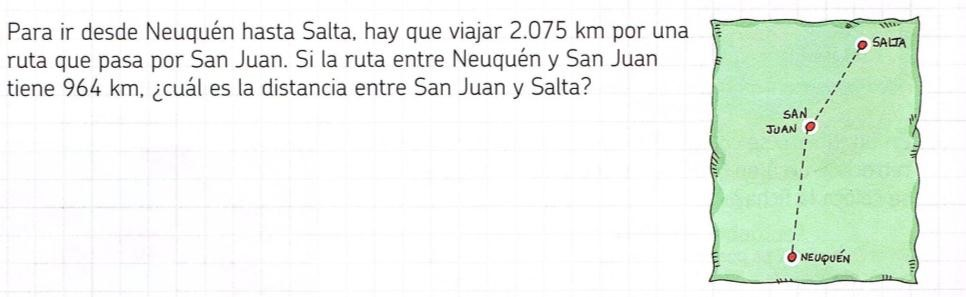 Para ir desde Neuquén hasta Salta, hay que viajar 2.075 km por una
ruta que pasa por San Juan. Si la ruta entre Neuquén y San Juan
tiene 964 km, ¿cuál es la distancia entre San Juan y Salta?
SALTA
SAN
JUAN
NEUQUÉN